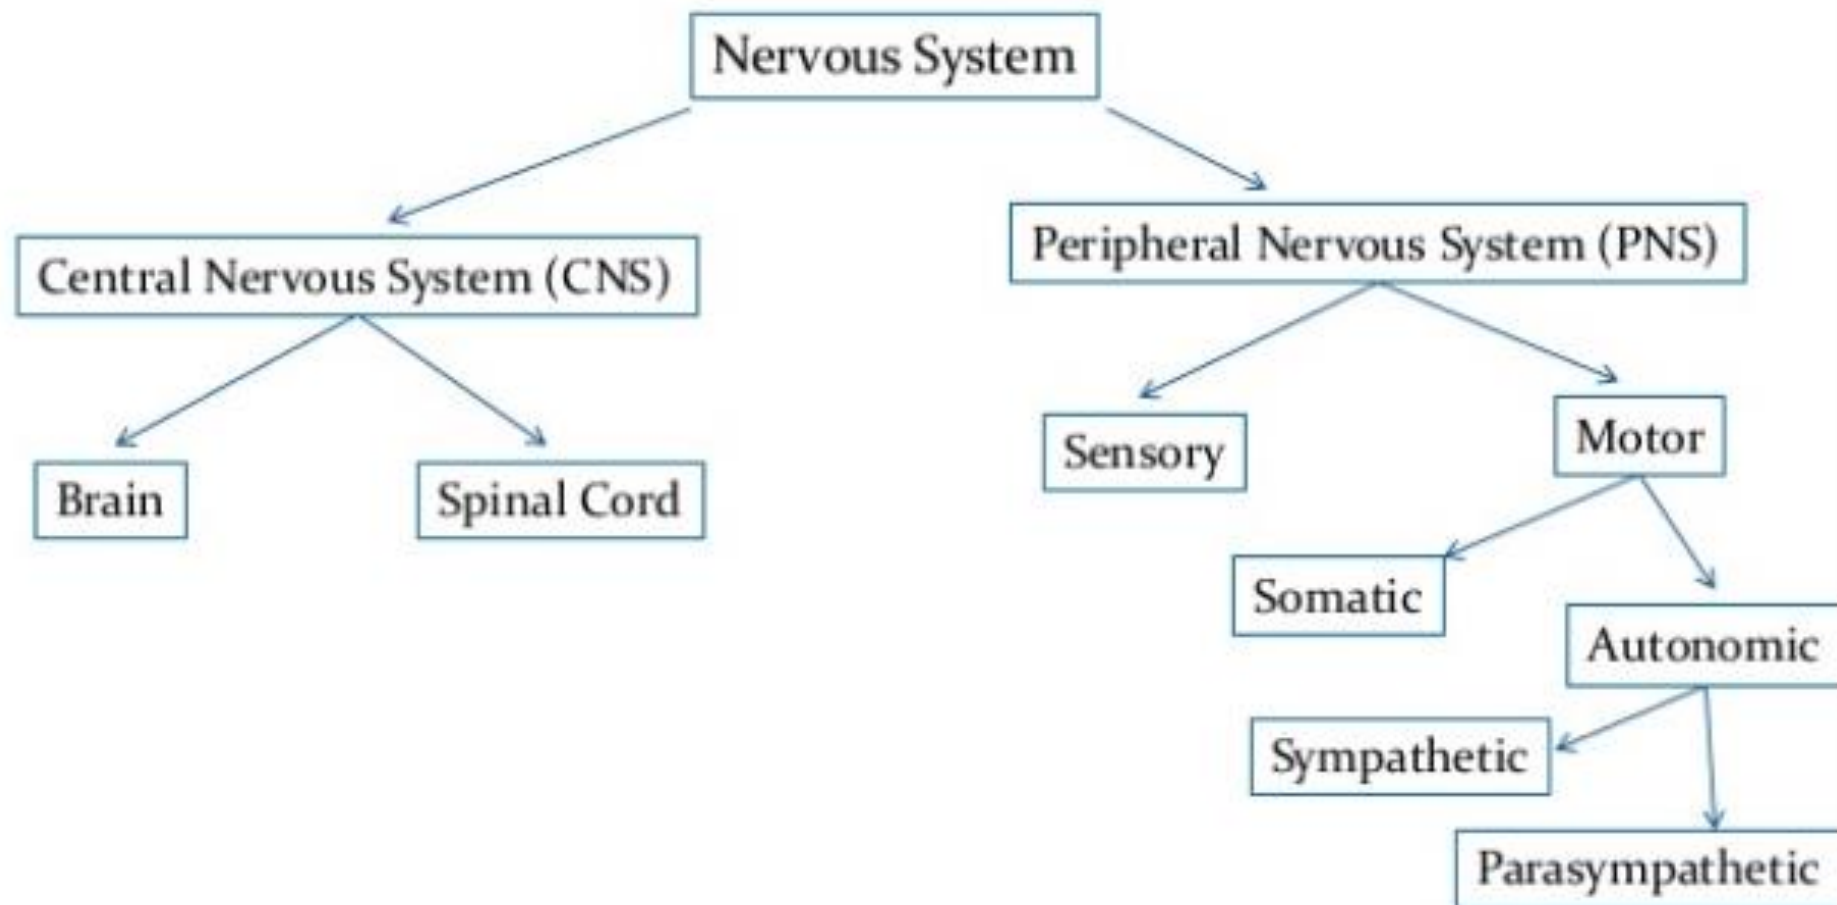 Nervous System
Central Nervous System (CNS)
Peripheral Nervous System (PNS)
Brain
Spinal Cord
Sensory
Motor
Somatic
Autonomic
Sympathetic
Parasympathetic